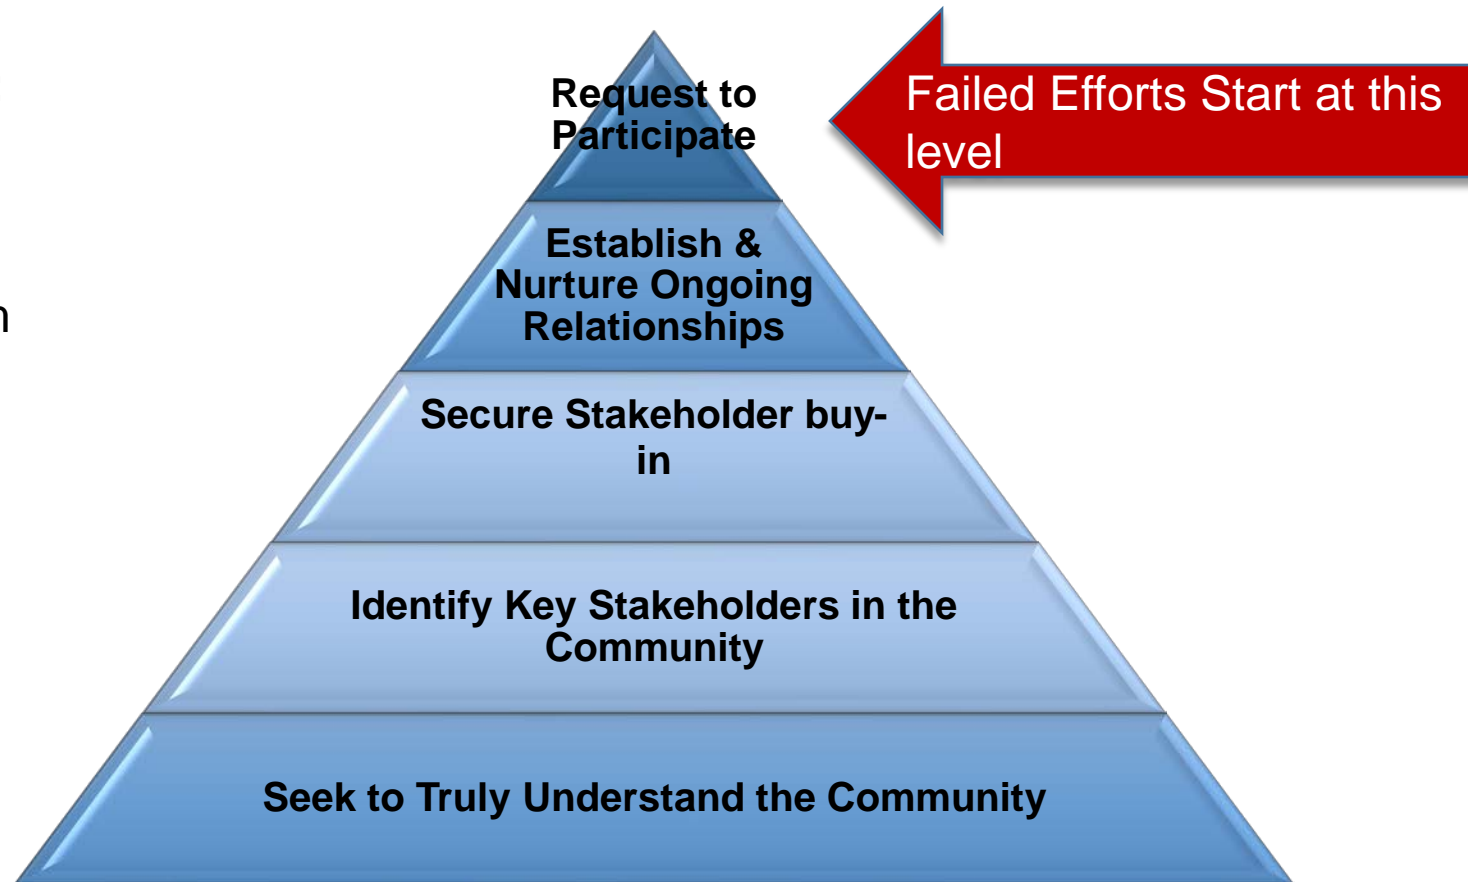 Request to
Participate
Failed Efforts Start at this
level
Establish &
Nurture Ongoing
Relationships
Secure Stakeholder buy-
in
Identify Key Stakeholders in the
Community
Seek to Truly Understand the Community